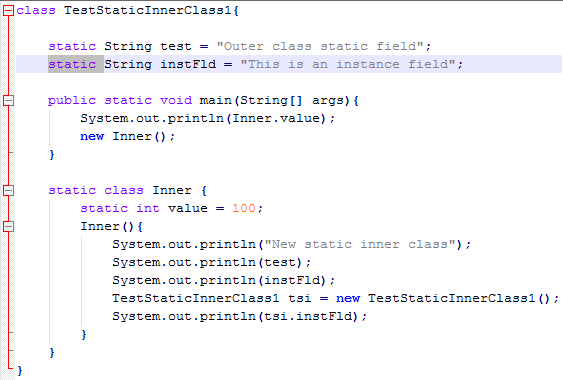 class TestStaticInnerClass1{
static String test = "Outer class static field";
static String instFld = "This is an instance field";
public static void main(String[] args){
System.out.println(Inner.value);
new Inner();
}
static class Inner {
static int value = 100;
Inner(){
System.out.println("New static inner class");
System.out.println(test);
System.out.println(instFld);
TestStaticInnerClass1 tsi = new TestStaticInnerClass1();
System.out.println(tsi.instFld);
}
}
}